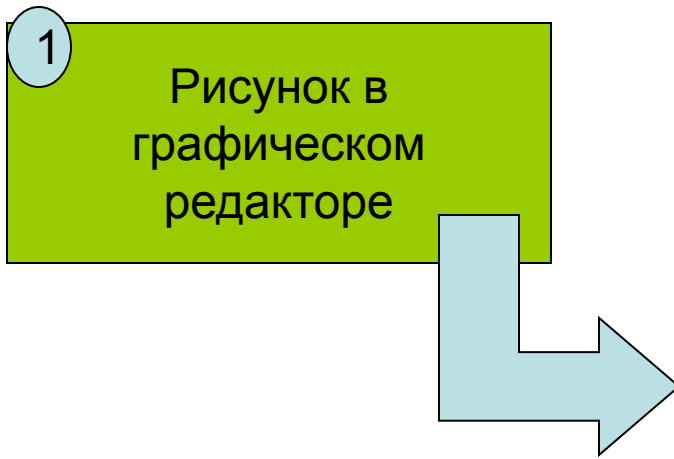 1
Рисунок в
графическом
редакторе